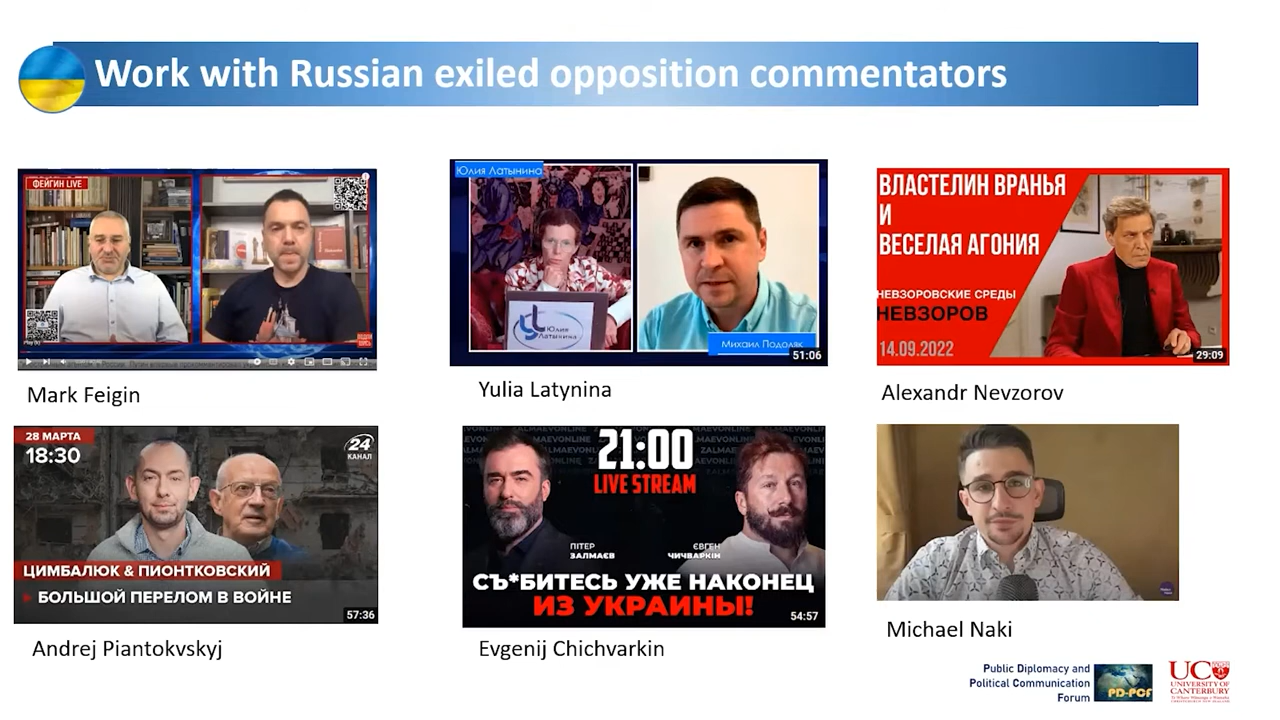 Work with Russian exiled opposition commentators
ФЕЙГИН LIVE
Mark Feigin
Юлия Латынина
Юлия
Латынина
Михаил Подоляк
51:06
Yulia Latynina
ВЛАСТЕЛИН ВРАНЬЯ
И
ВЕСЕЛАЯ АГОНИЯ
НЕВЗОРОВСКИЕ СРЕДЫ
НЕВЗОРОВ
14.09.2022
29:09
Alexandr Nevzorov
28 МАРТА
18:30
24
КАНАЛ
ЦИМБАЛЮК & ПИОНТКОВСКИЙ
БОЛЬШОЙ ПЕРЕЛОМ В ВОЙНЕ
57:36
Andrej Piantokvskyj
21:00
LIVE STREAM
ПІТЕР
ЗАЛМАЄВ
ЄВГЕН
ЧИЧВАРКІН
СЪ*БИТЕСЬ УЖЕ НАКОНЕЦ
ИЗ УКРАИНЫ!
54:57
Evgenij Chichvarkin
Michael Naki
Public Diplomacy and
Political Communication
Forum
PD-PCF
UC
UNIVERSITY OF
CANTERBURY